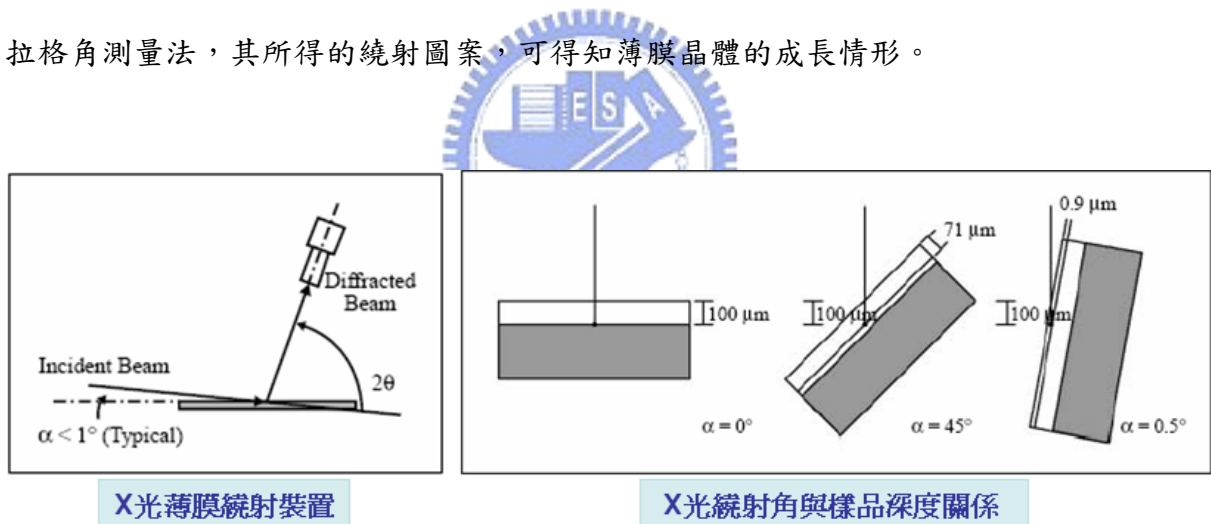 拉格角測量法，其所得的繞射圖案，可得知薄膜晶體的成長情形。
E S A
Diffracted
Beam
Incident Beam
2θ
α < 1° (Typical)
100 μm
α = 0°
71 μm
100 μm
α = 45°
0.9 μm
100 μm
α = 0.5°
X光薄膜繞射裝置
X光繞射角與樣品深度關係